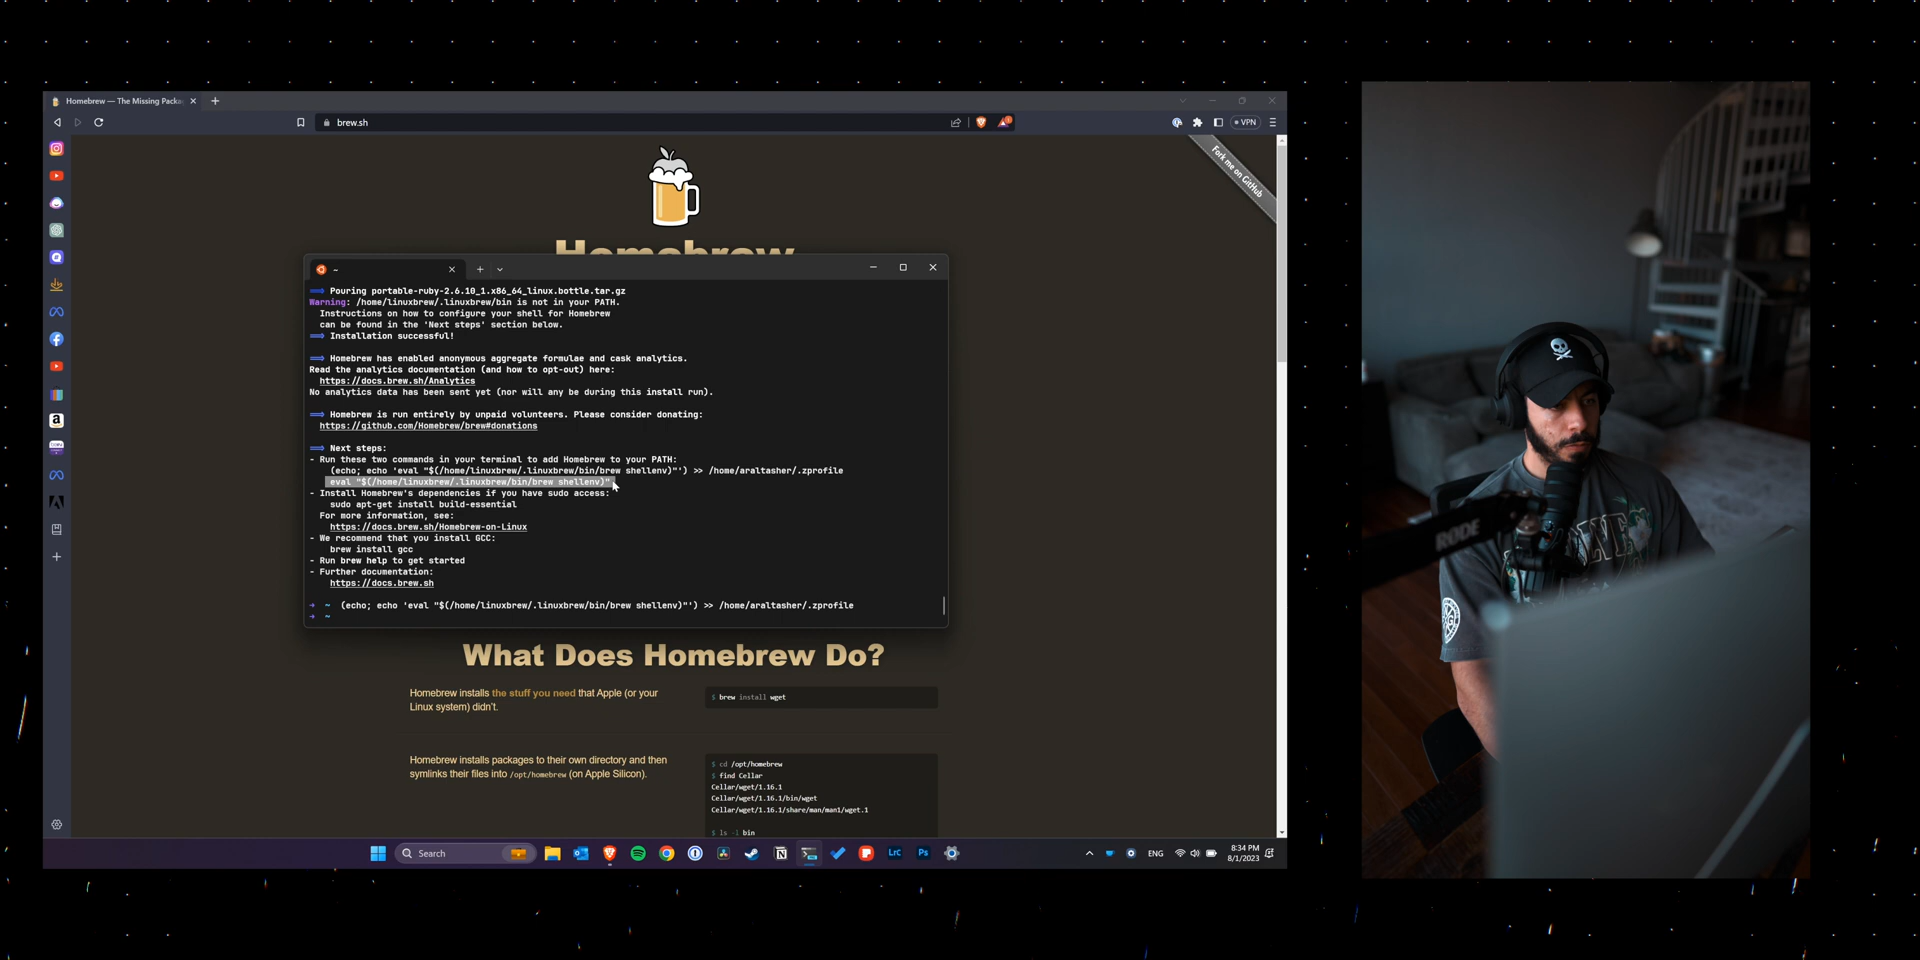 Homebrew — The Missing Packa
brew.sh
VPN
Fork me on GitHub
Homebrew
~
==> Pouring portable-ruby-2.6.10_1.x86_64_linux.bottle.tar.gz
Warning: /home/linuxbrew/.linuxbrew/bin is not in your PATH.
Instructions on how to configure your shell for Homebrew
can be found in the 'Next steps' section below.
==> Installation successful!
==> Homebrew has enabled anonymous aggregate formulae and cask analytics.
Read the analytics documentation (and how to opt-out) here:
https://docs.brew.sh/Analytics
No analytics data has been sent yet (nor will any be during this install run).
==> Homebrew is run entirely by unpaid volunteers. Please consider donating:
https://github.com/Homebrew/brew#donations
==> Next steps:
- Run these two commands in your terminal to add Homebrew to your PATH:
(echo; echo 'eval "$(/home/linuxbrew/.linuxbrew/bin/brew shellenv)"') >> /home/araltasher/.zprofile
eval "$(/home/linuxbrew/.linuxbrew/bin/brew shellenv)"
- Install Homebrew's dependencies if you have sudo access:
sudo apt-get install build-essential
For more information, see:
https://docs.brew.sh/Homebrew-on-Linux
- We recommend that you install GCC:
brew install gcc
- Run brew help to get started
- Further documentation:
https://docs.brew.sh
→ ~ (echo; echo 'eval "$(/home/linuxbrew/.linuxbrew/bin/brew shellenv)"') >> /home/araltasher/.zprofile
→ ~
What Does Homebrew Do?
Homebrew installs the stuff you need that Apple (or your
Linux system) didn't.
$ brew install wget
Homebrew installs packages to their own directory and then
symlinks their files into /opt/homebrew (on Apple Silicon).
$ cd /opt/homebrew
$ find Cellar
Cellar/wget/1.16.1
Cellar/wget/1.16.1/bin/wget
Cellar/wget/1.16.1/share/man/man1/wget.1
$ ls -l bin
Search
LrC
Ps
ENG
8:34 PM
8/1/2023
RODE